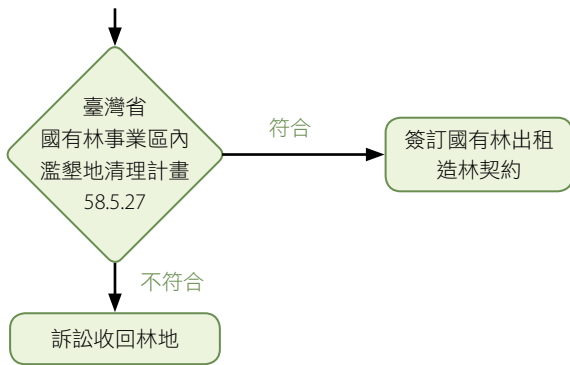 臺灣省
國有林事業區內
濫墾地清理計畫
58.5.27
符合
簽訂國有林出租
造林契約
不符合
訴訟收回林地